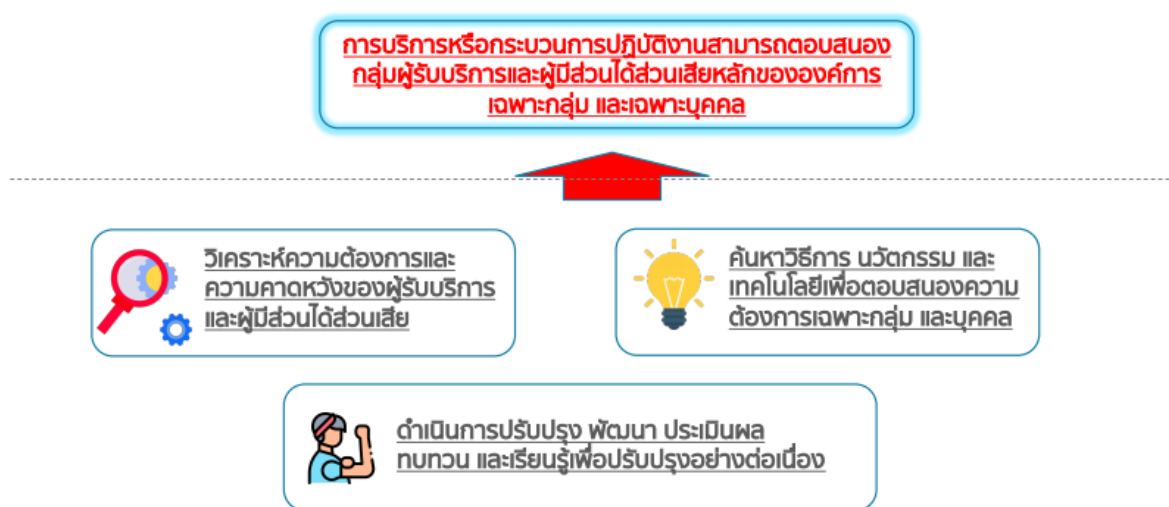 การบริการหรือกระบวนการปฏิบัติงานสามารถตอบสนอง
กลุ่มผู้รับบริการและผู้มีส่วนได้ส่วนเสียหลักขององค์การ
เฉพาะกลุ่ม และเฉพาะบุคคล
วิเคราะห์ความต้องการและ
ความคาดหวังของผู้รับบริการ
และผู้มีส่วนได้ส่วนเสีย
ค้นหาวิธีการ นวัตกรรม และ
เทคโนโลยีเพื่อตอบสนองความ
ต้องการเฉพาะกลุ่ม และบุคคล
ดำเนินการปรับปรุง พัฒนา ประเมินผล
ทบทวน และเรียนรู้เพื่อปรับปรุงอย่างต่อเนื่อง